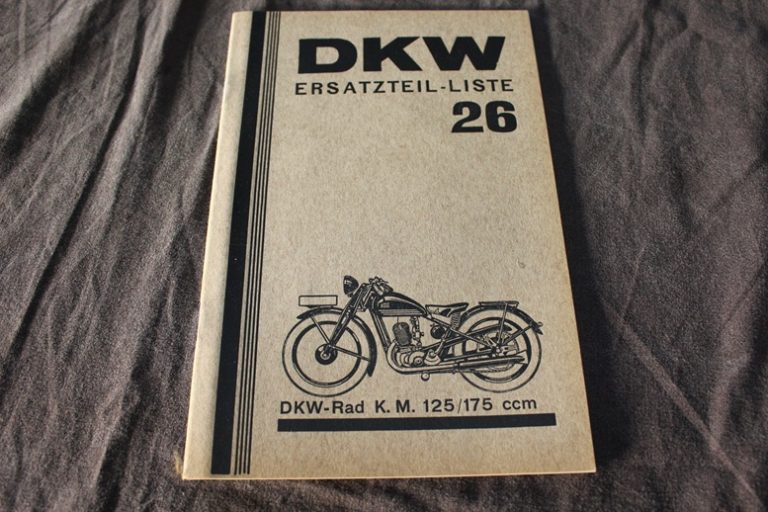 DKW
ERSATZTEIL-LISTE
26
DKW-Rad K. M. 125/175 ccm